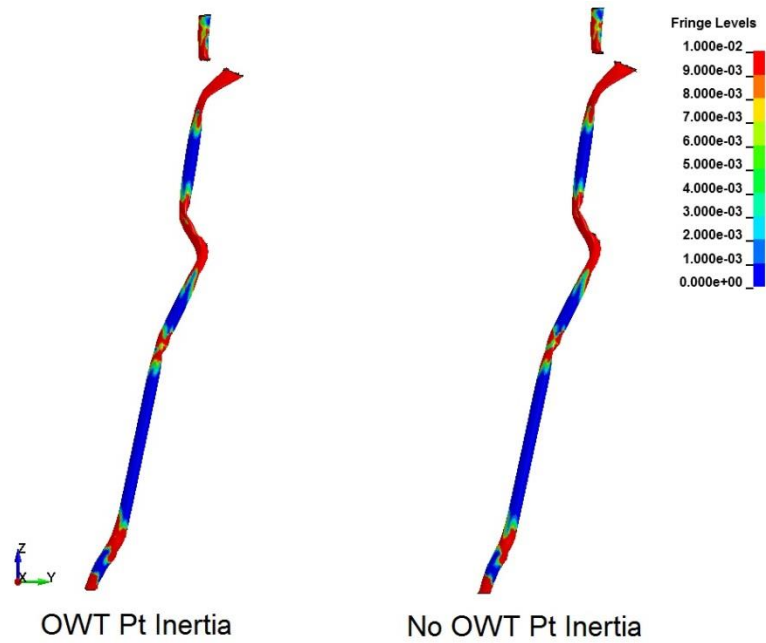 Fringe Levels
1.000e-02
9.000e-03
8.000e-03
7.000e-03
6.000e-03
5.000e-03
4.000e-03
3.000e-03
2.000e-03
1.000e-03
0.000e+00
Z
X
Y
OWT Pt Inertia
No OWT Pt Inertia